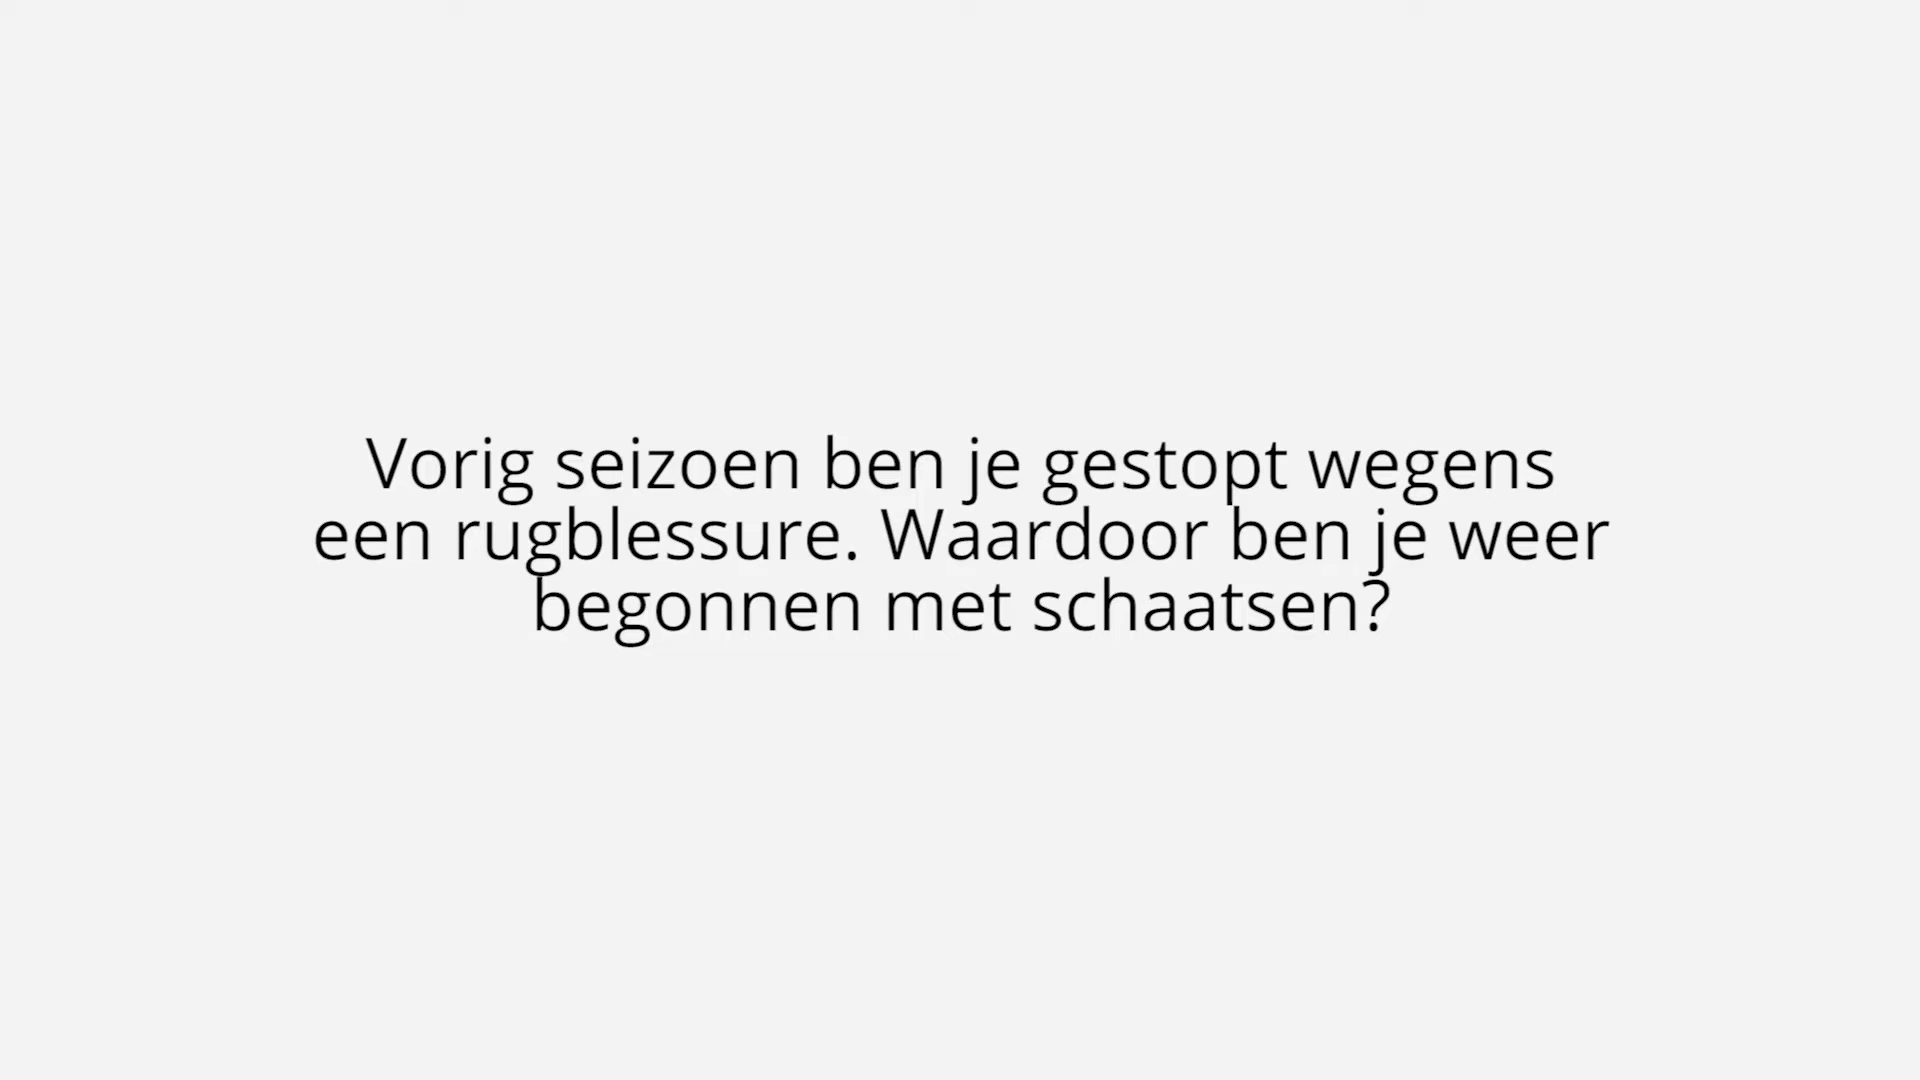 Vorig seizoen ben je gestopt wegens
een rugblessure. Waardoor ben je weer
begonnen met schaatsen?